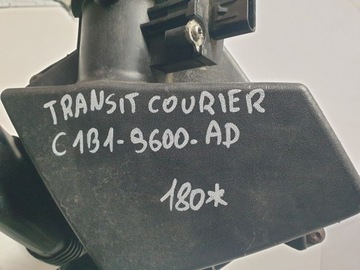 TRANSIT COURIER
C1B1-9600-AD
180*